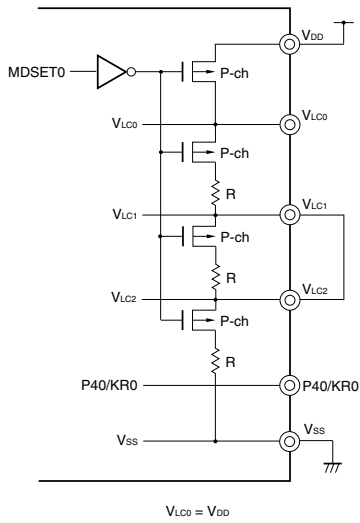 VDD
MDSET0
P-ch
VLC0
VLC0
P-ch
R
VLC1
VLC1
P-ch
R
VLC2
VLC2
P-ch
R
P40/KR0
P40/KR0
VSS
VSS
VLC0 = VDD